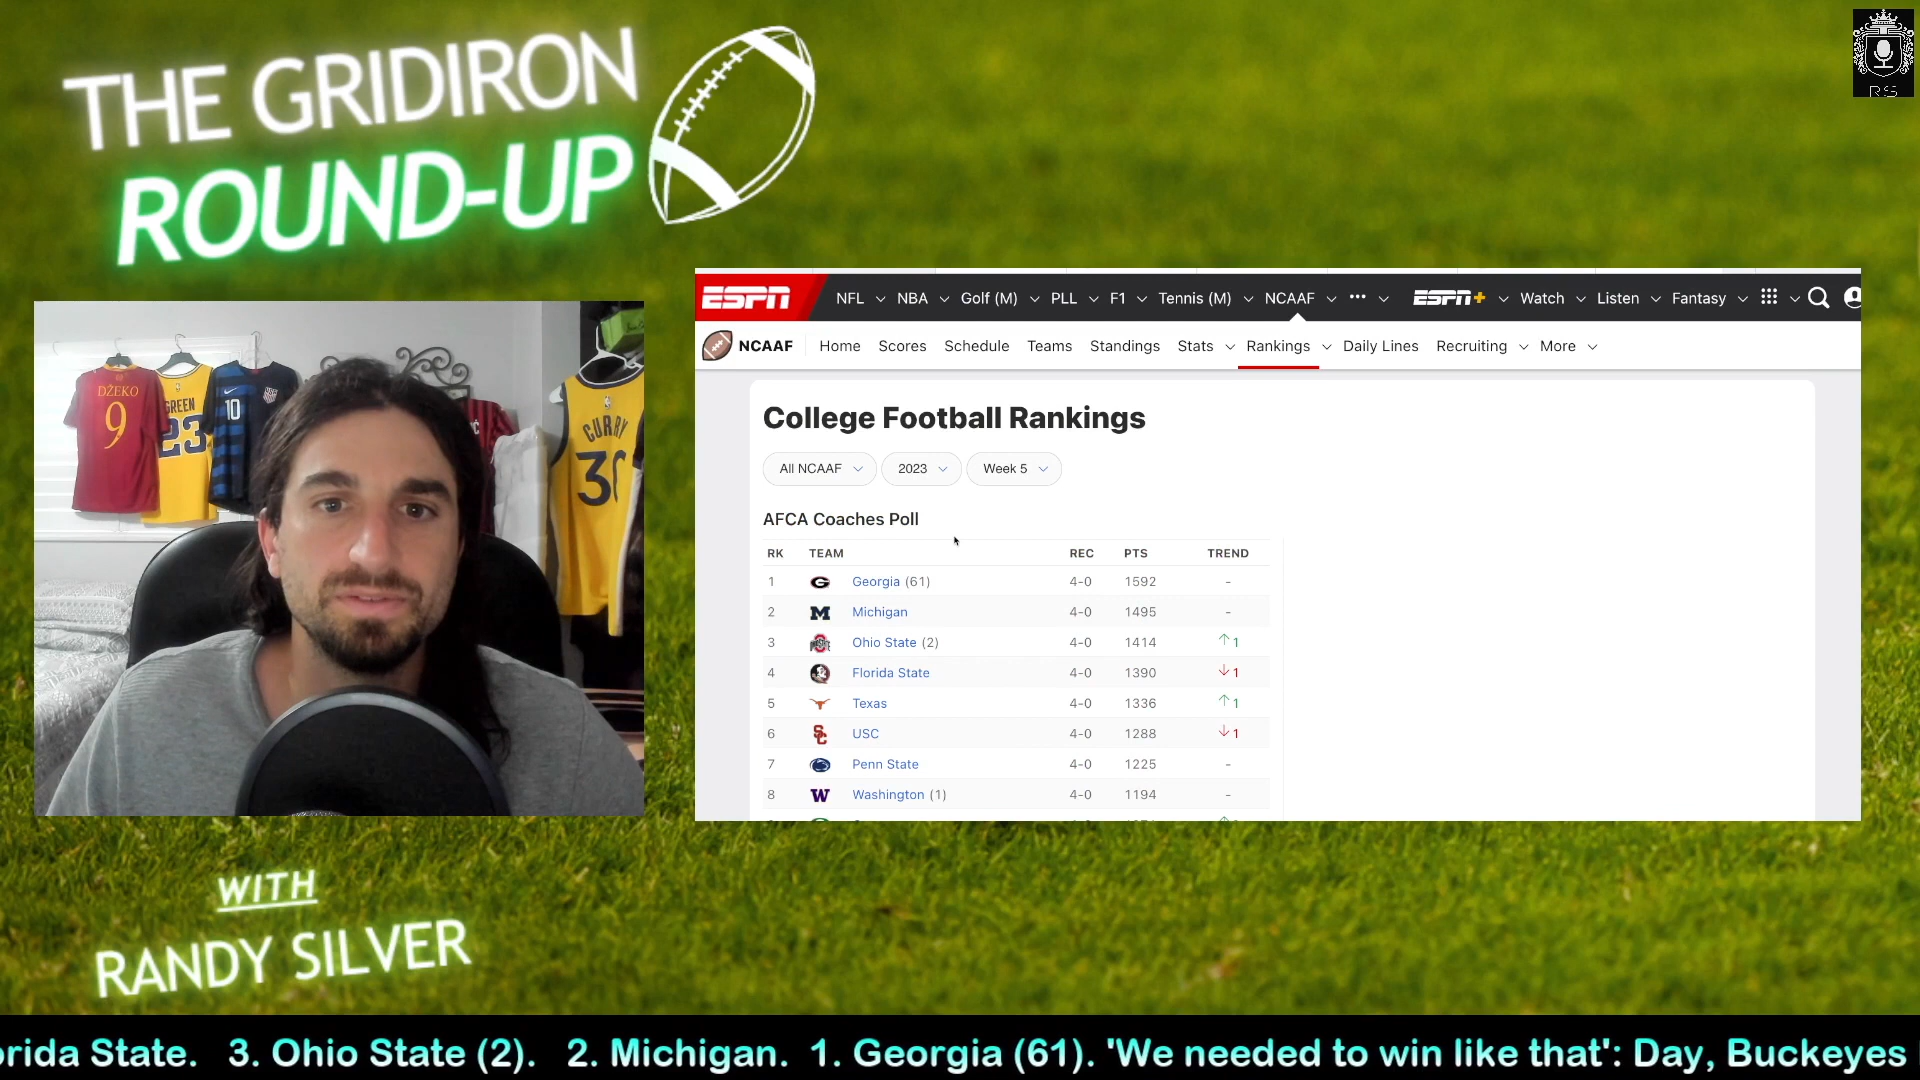 THE GRIDIRON
ROUND-UP
RS
DŽEKO
9
GREEN
23
10
CURRY
30
ESPN NFL NBA Golf (M) PLL F1 Tennis (M) NCAAF ••• ESPN+ Watch Listen Fantasy
NCAAF Home Scores Schedule Teams Standings Stats Rankings Daily Lines Recruiting More
College Football Rankings
All NCAAF 2023 Week 5
AFCA Coaches Poll
RK TEAM REC PTS TREND
1 Georgia (61) 4-0 1592 -
2 Michigan 4-0 1495 -
3 Ohio State (2) 4-0 1414 ↑1
4 Florida State 4-0 1390 ↓1
5 Texas 4-0 1336 ↑1
6 USC 4-0 1288 ↓1
7 Penn State 4-0 1225 -
8 Washington (1) 4-0 1194 -
WITH
RANDY SILVER
orida State. 3. Ohio State (2). 2. Michigan. 1. Georgia (61). 'We needed to win like that': Day, Buckeyes